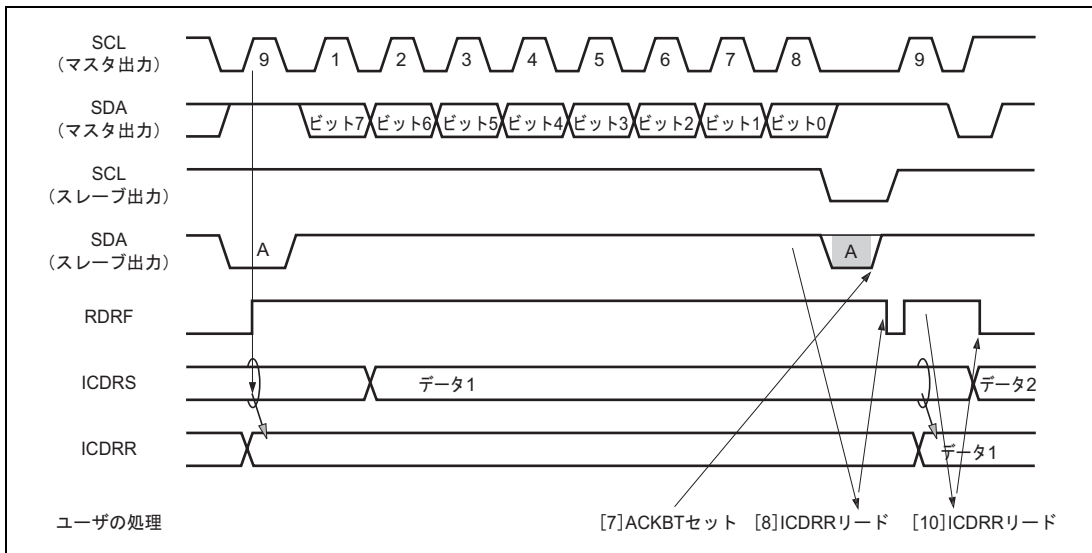 SCL
（マスタ出力）
9 1 2 3 4 5 6 7 8 9
SDA
（マスタ出力）
ビット7 ビット6 ビット5 ビット4 ビット3 ビット2 ビット1 ビット0
SCL
（スレーブ出力）
SDA
（スレーブ出力）
A A
RDRF
ICDRS
データ1 データ2
ICDRR
データ1
ユーザの処理
[7]ACKBTセット [8]ICDRRリード [10]ICDRRリード